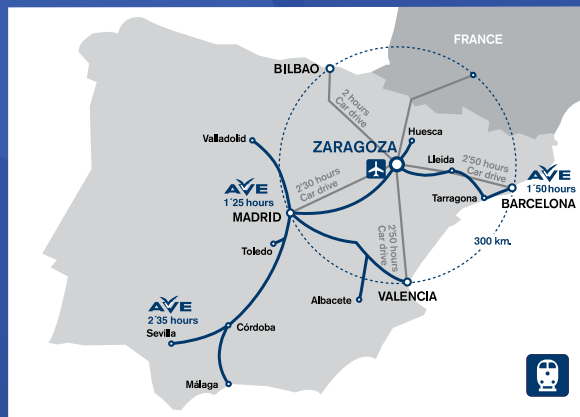 FRANCE
BILBAO
2 hours
Car drive
Huesca
Valladolid
ZARAGOZA
Lleida
2'50 hours
Car drive
AVE
1´50 hours
BARCELONA
Tarragona
2'30 hours
Car drive
AVE
1´25 hours
MADRID
2'50 hours
Car drive
300 km.
Toledo
VALENCIA
Albacete
AVE
2´35 hours
Sevilla
Córdoba
Málaga